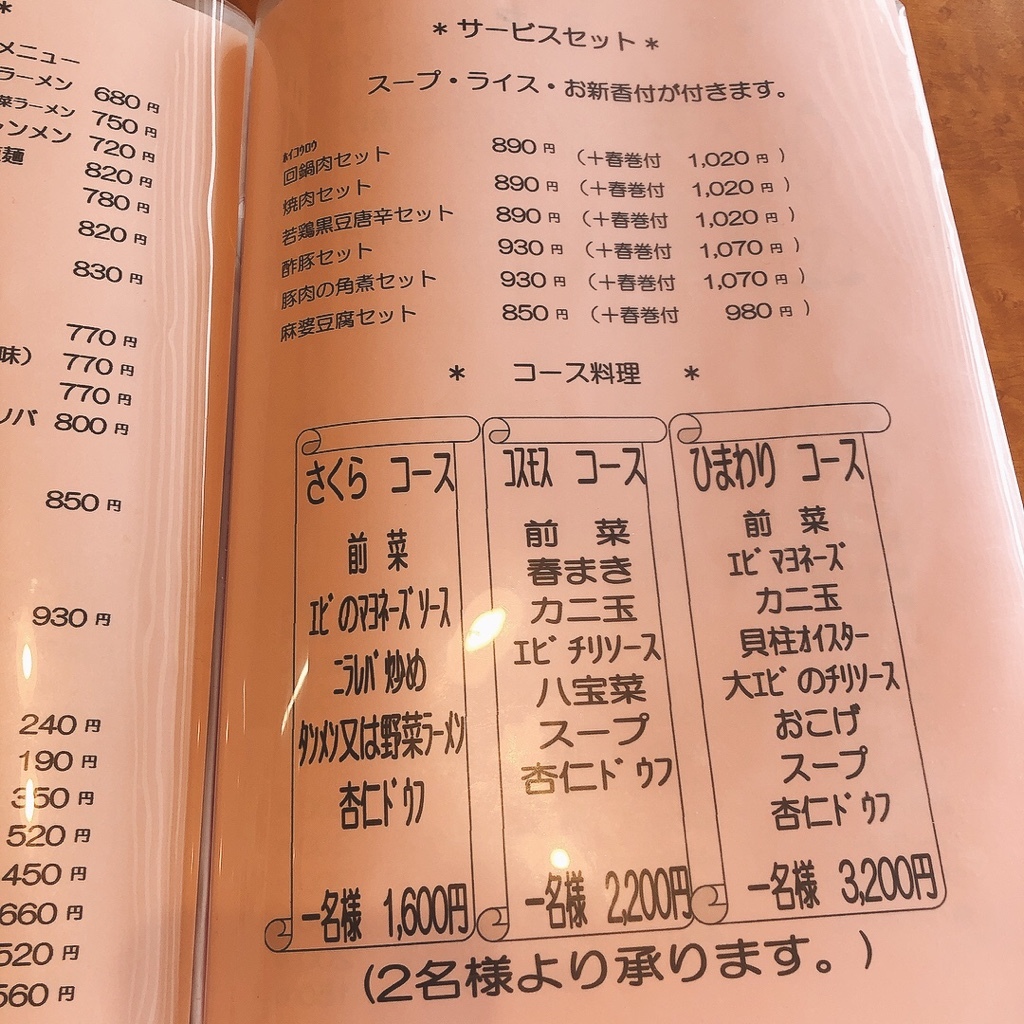 *
メニュー
ラーメン 680円
菜ラーメン 750円
ンメン 720円
麺 820円
780円
820円
830円
770円
味） 770円
770円
バ 800円
850円
930円
240円
190円
350円
520円
450円
660円
520円
560円
* サービスセット *
スープ・ライス・お新香付が付きます。
ホイコウロウ
回鍋肉セット 890円 （＋春巻付 1,020円）
焼肉セット 890円 （＋春巻付 1,020円）
若鶏黒豆唐辛セット 890円 （＋春巻付 1,020円）
酢豚セット 930円 （＋春巻付 1,070円）
豚肉の角煮セット 930円 （＋春巻付 1,070円）
麻婆豆腐セット 850円 （＋春巻付 980円）
* コース料理 *
さくら コース
前 菜
エビのマヨネーズソース
ニラレバ炒め
タンメン又は野菜ラーメン
杏仁ドウフ
一名様 1,600円
コスモス コース
前 菜
春まき
カニ玉
エビチリソース
八宝菜
スープ
杏仁ドウフ
一名様 2,200円
ひまわり コース
前 菜
エビマヨネーズ
カニ玉
貝柱オイスター
大エビのチリソース
おこげ
スープ
杏仁ドウフ
一名様 3,200円
(2名様より承ります。)